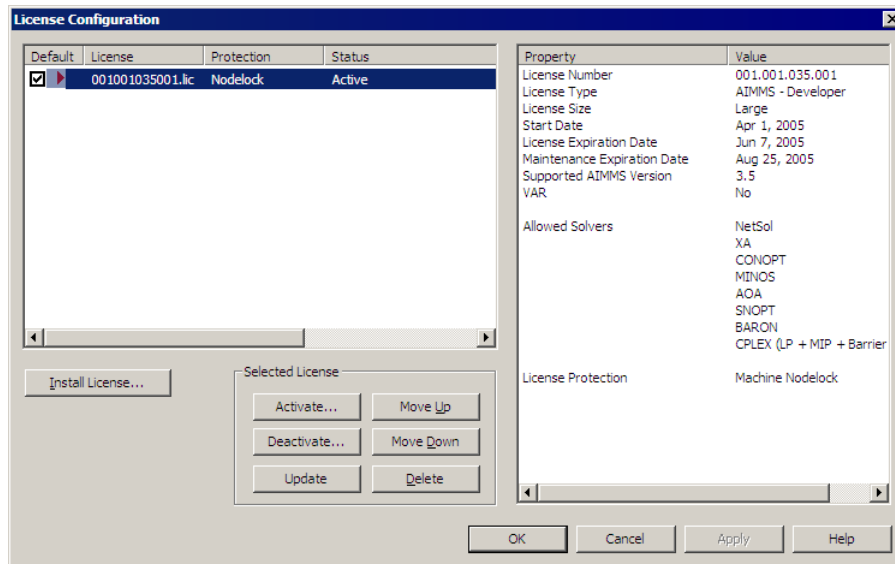 License Configuration
Default License Protection Status
001001035001.lic Nodelock Active
Install License...
Selected License
Activate... Move Up
Deactivate... Move Down
Update Delete
Property Value
License Number 001.001.035.001
License Type AIMMS - Developer
License Size Large
Start Date Apr 1, 2005
License Expiration Date Jun 7, 2005
Maintenance Expiration Date Aug 25, 2005
Supported AIMMS Version 3.5
VAR No
Allowed Solvers NetSol
XA
CONOPT
MINOS
AOA
SNOPT
BARON
CPLEX (LP + MIP + Barrier
License Protection Machine Nodelock
OK Cancel Apply Help